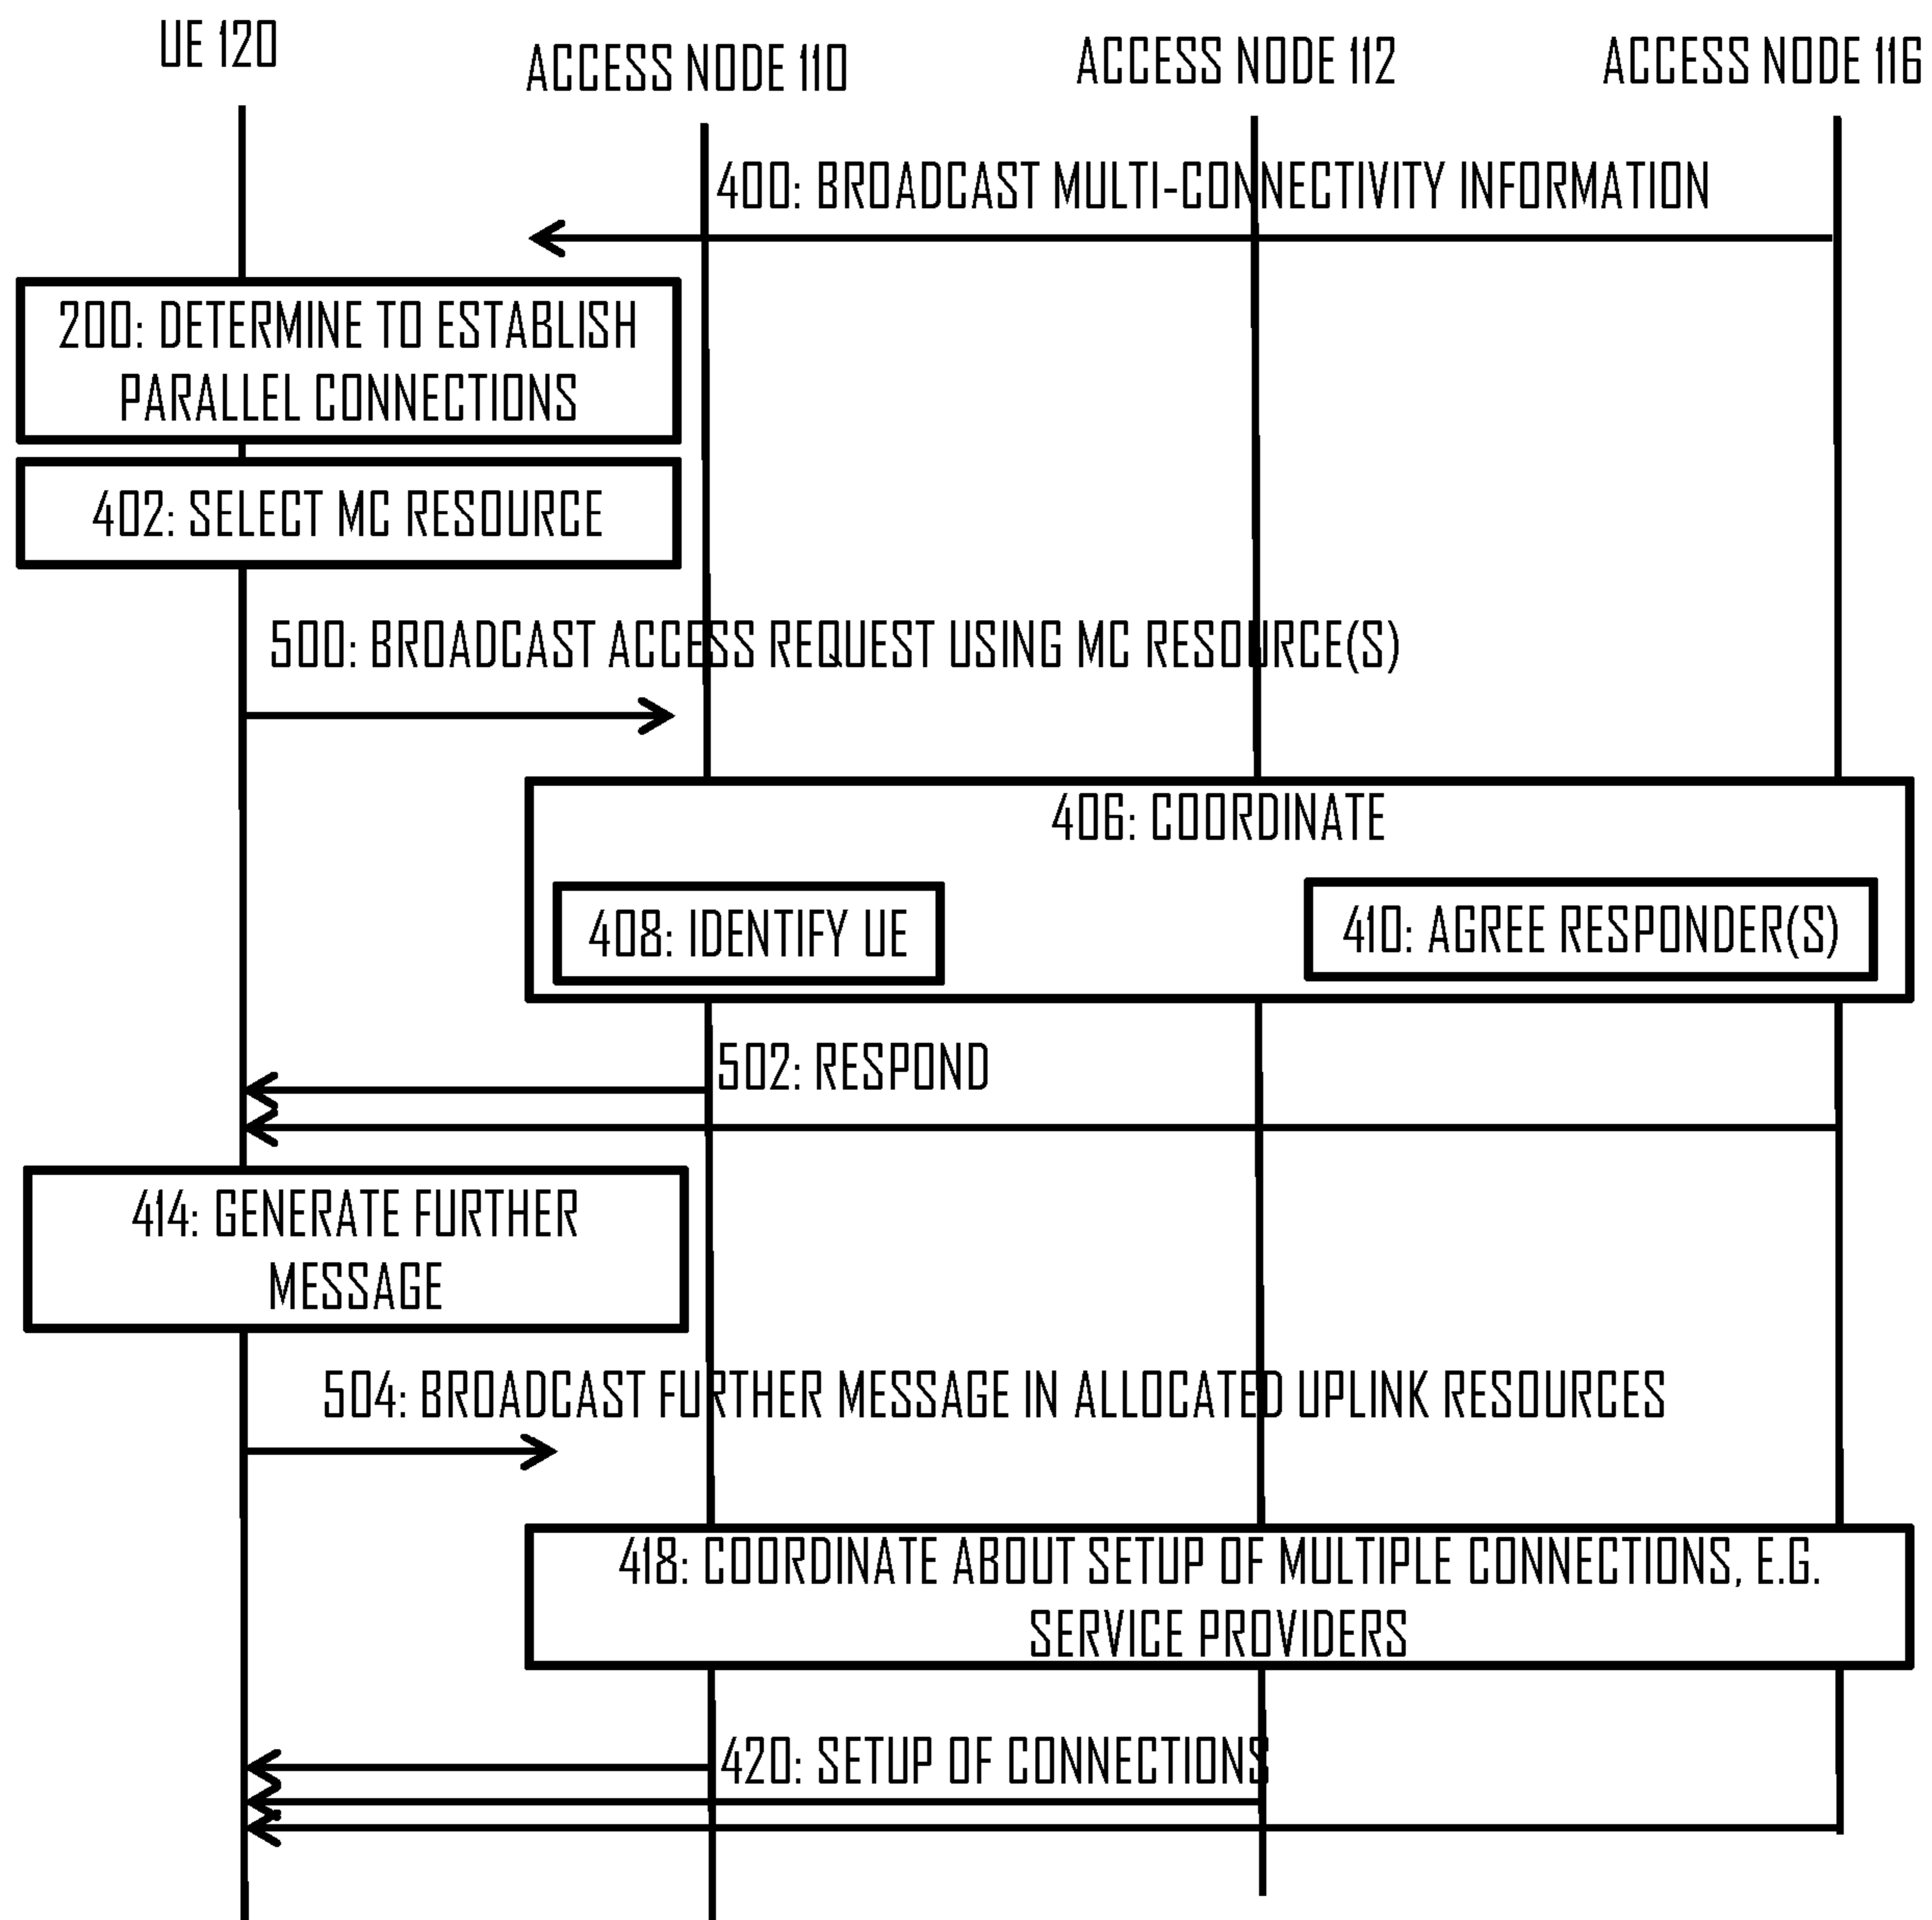 UE 120
ACCESS NODE 110
ACCESS NODE 112
ACCESS NODE 116
400: BROADCAST MULTI-CONNECTIVITY INFORMATION
200: DETERMINE TO ESTABLISH
PARALLEL CONNECTIONS
402: SELECT MC RESOURCE
500: BROADCAST ACCESS REQUEST USING MC RESOURCE(S)
406: COORDINATE
408: IDENTIFY UE
410: AGREE RESPONDER(S)
502: RESPOND
414: GENERATE FURTHER
MESSAGE
504: BROADCAST FURTHER MESSAGE IN ALLOCATED UPLINK RESOURCES
418: COORDINATE ABOUT SETUP OF MULTIPLE CONNECTIONS, E.G.
SERVICE PROVIDERS
420: SETUP OF CONNECTIONS